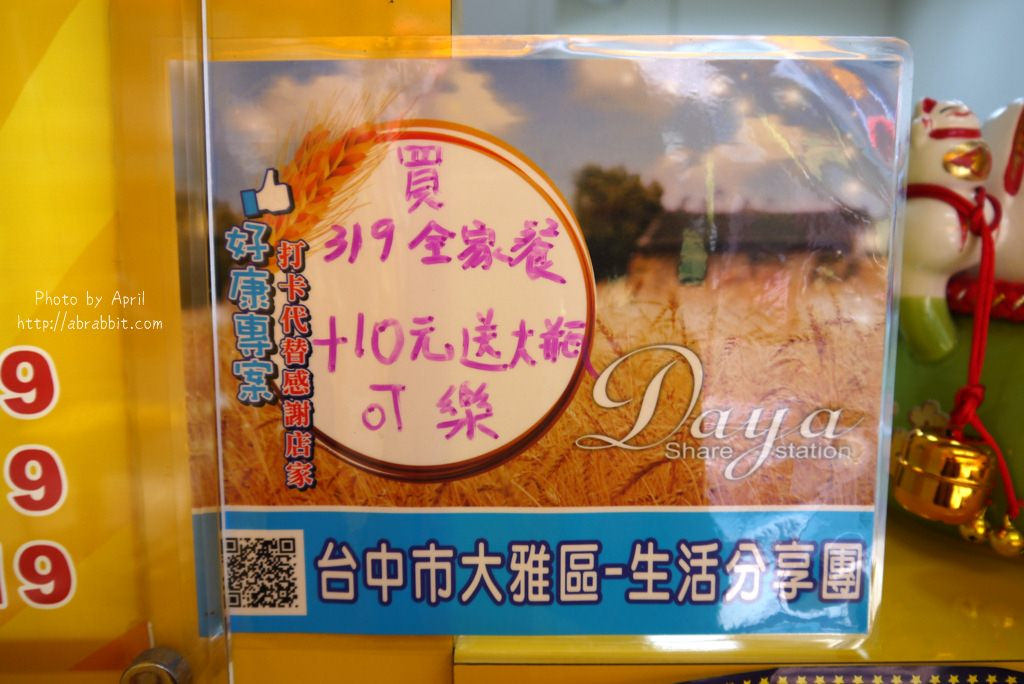 買
319全家餐
+10元送大瓶
可樂
好康專案
打卡代替感謝店家
Daya
Share station
台中市大雅區-生活分享團
Photo by April
http://abrabbit.com
9
9
19